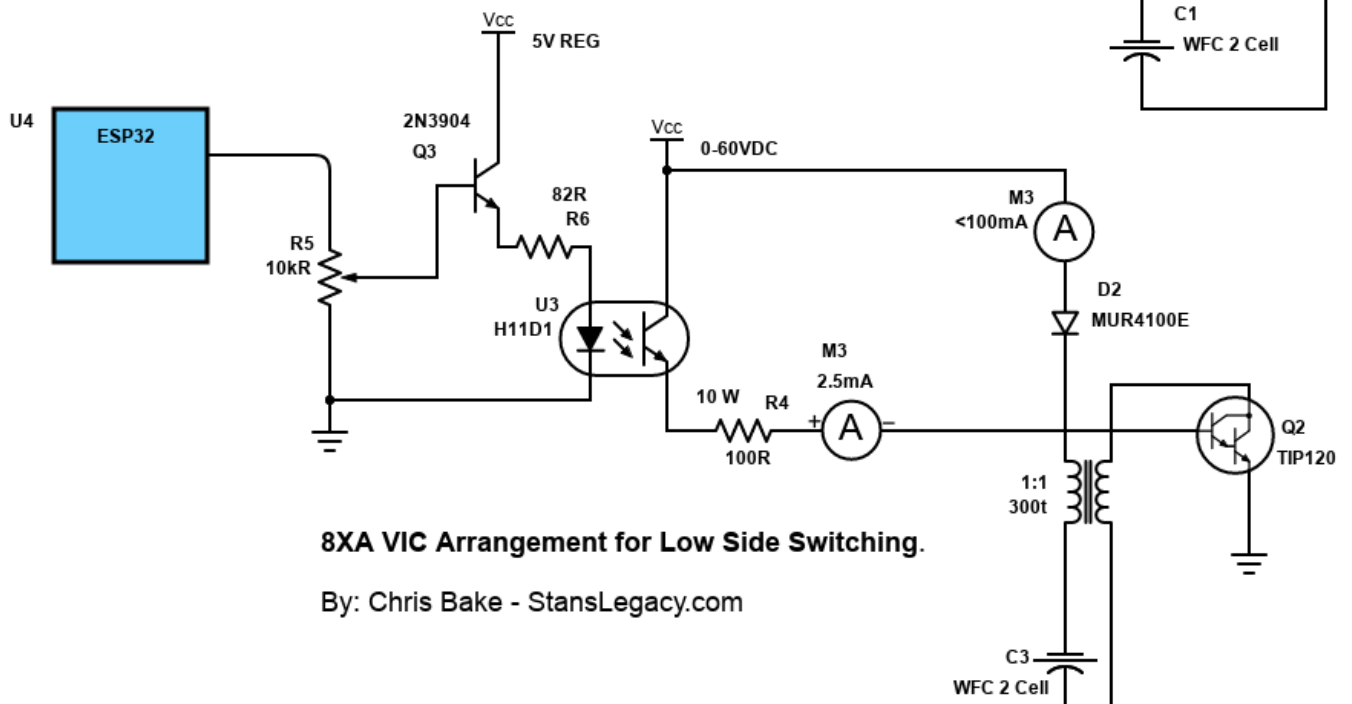 C1
WFC 2 Cell
Vcc
5V REG
U4
ESP32
2N3904
Q3
Vcc
0-60VDC
82R
R6
M3
<100mA
A
R5
10kR
U3
H11D1
D2
MUR4100E
M3
2.5mA
10 W
R4
+
A
−
100R
Q2
TIP120
1:1
300t
8XA VIC Arrangement for Low Side Switching.
By: Chris Bake - StansLegacy.com
C3
WFC 2 Cell